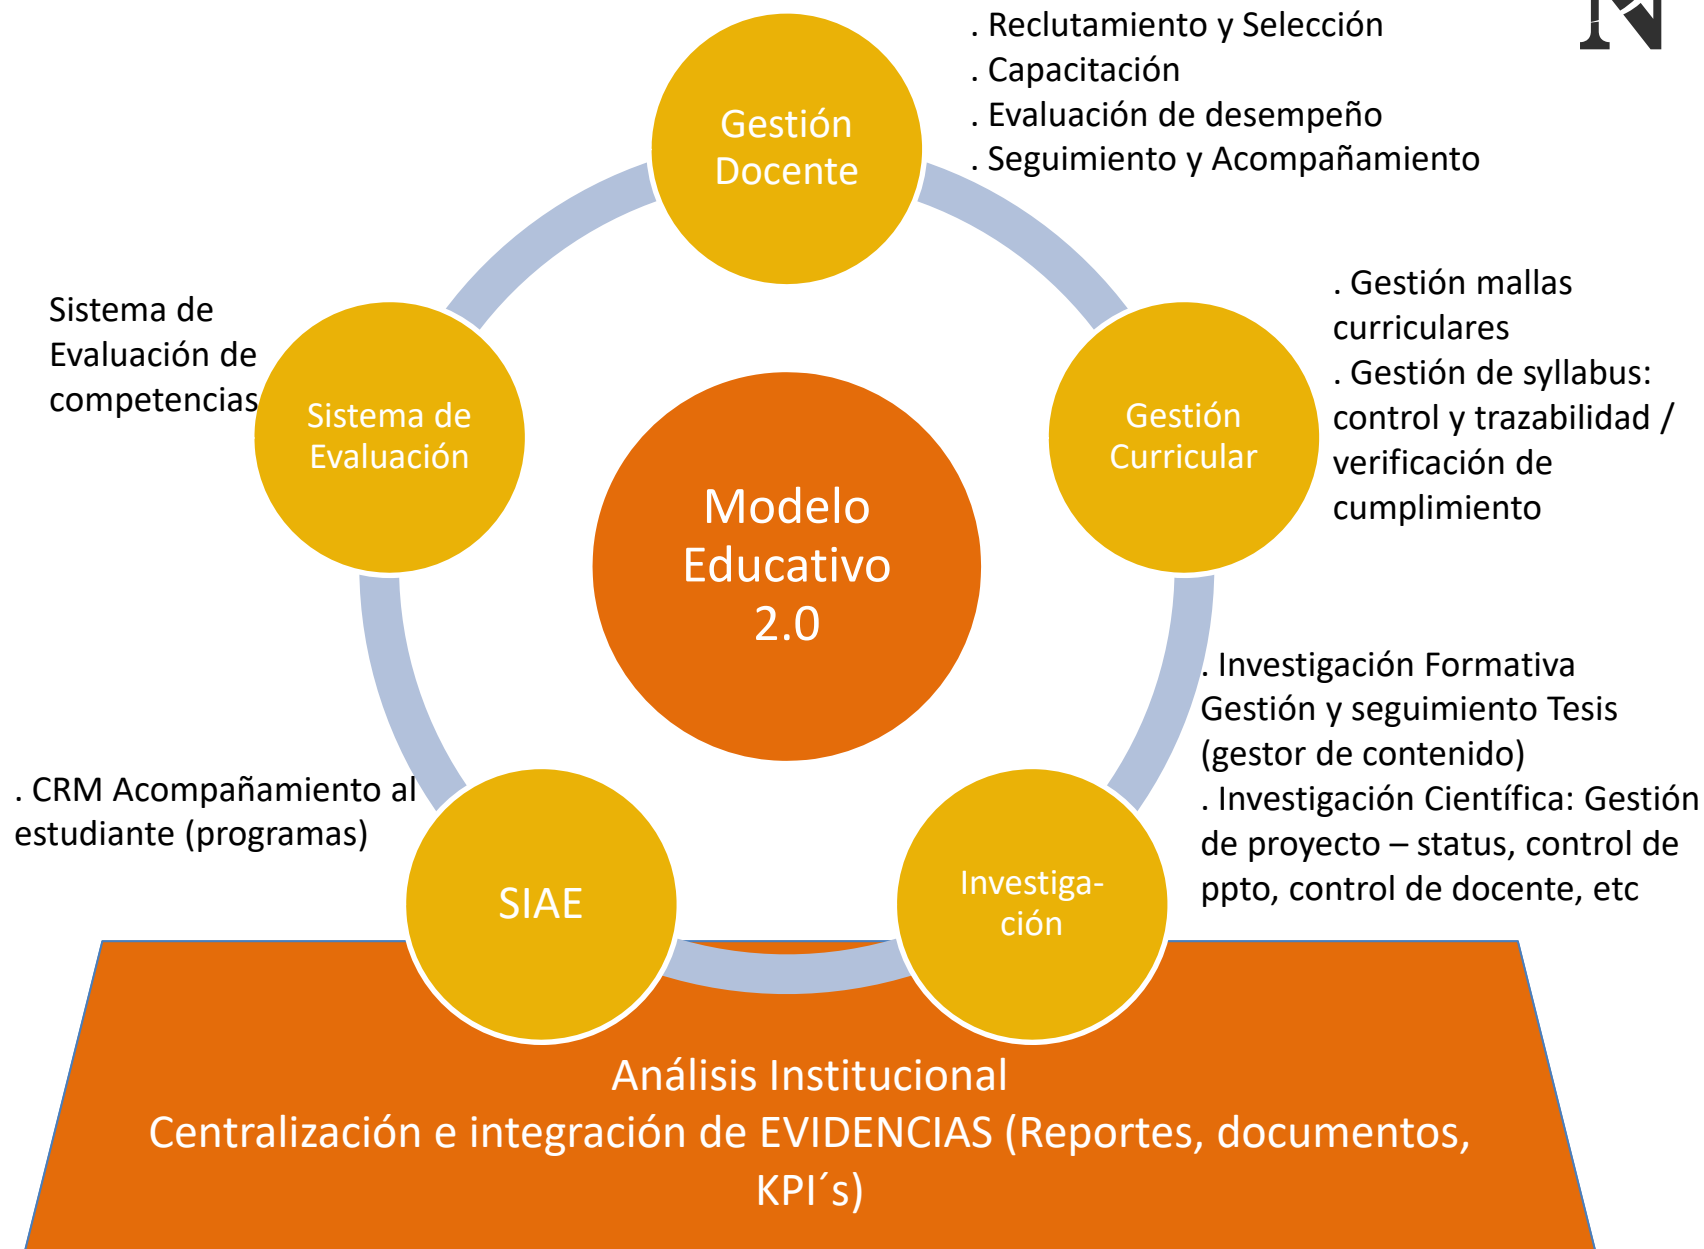 N
. Reclutamiento y Selección
. Capacitación
. Evaluación de desempeño
. Seguimiento y Acompañamiento
Gestión
Docente
Sistema de
Evaluación de
competencias
Sistema de
Evaluación
Gestión
Curricular
. Gestión mallas
curriculares
. Gestión de syllabus:
control y trazabilidad /
verificación de
cumplimiento
Modelo
Educativo
2.0
. Investigación Formativa
Gestión y seguimiento Tesis
(gestor de contenido)
. Investigación Científica: Gestión
de proyecto – status, control de
ppto, control de docente, etc
. CRM Acompañamiento al
estudiante (programas)
SIAE
Investiga-
ción
Análisis Institucional
Centralización e integración de EVIDENCIAS (Reportes, documentos,
KPI´s)